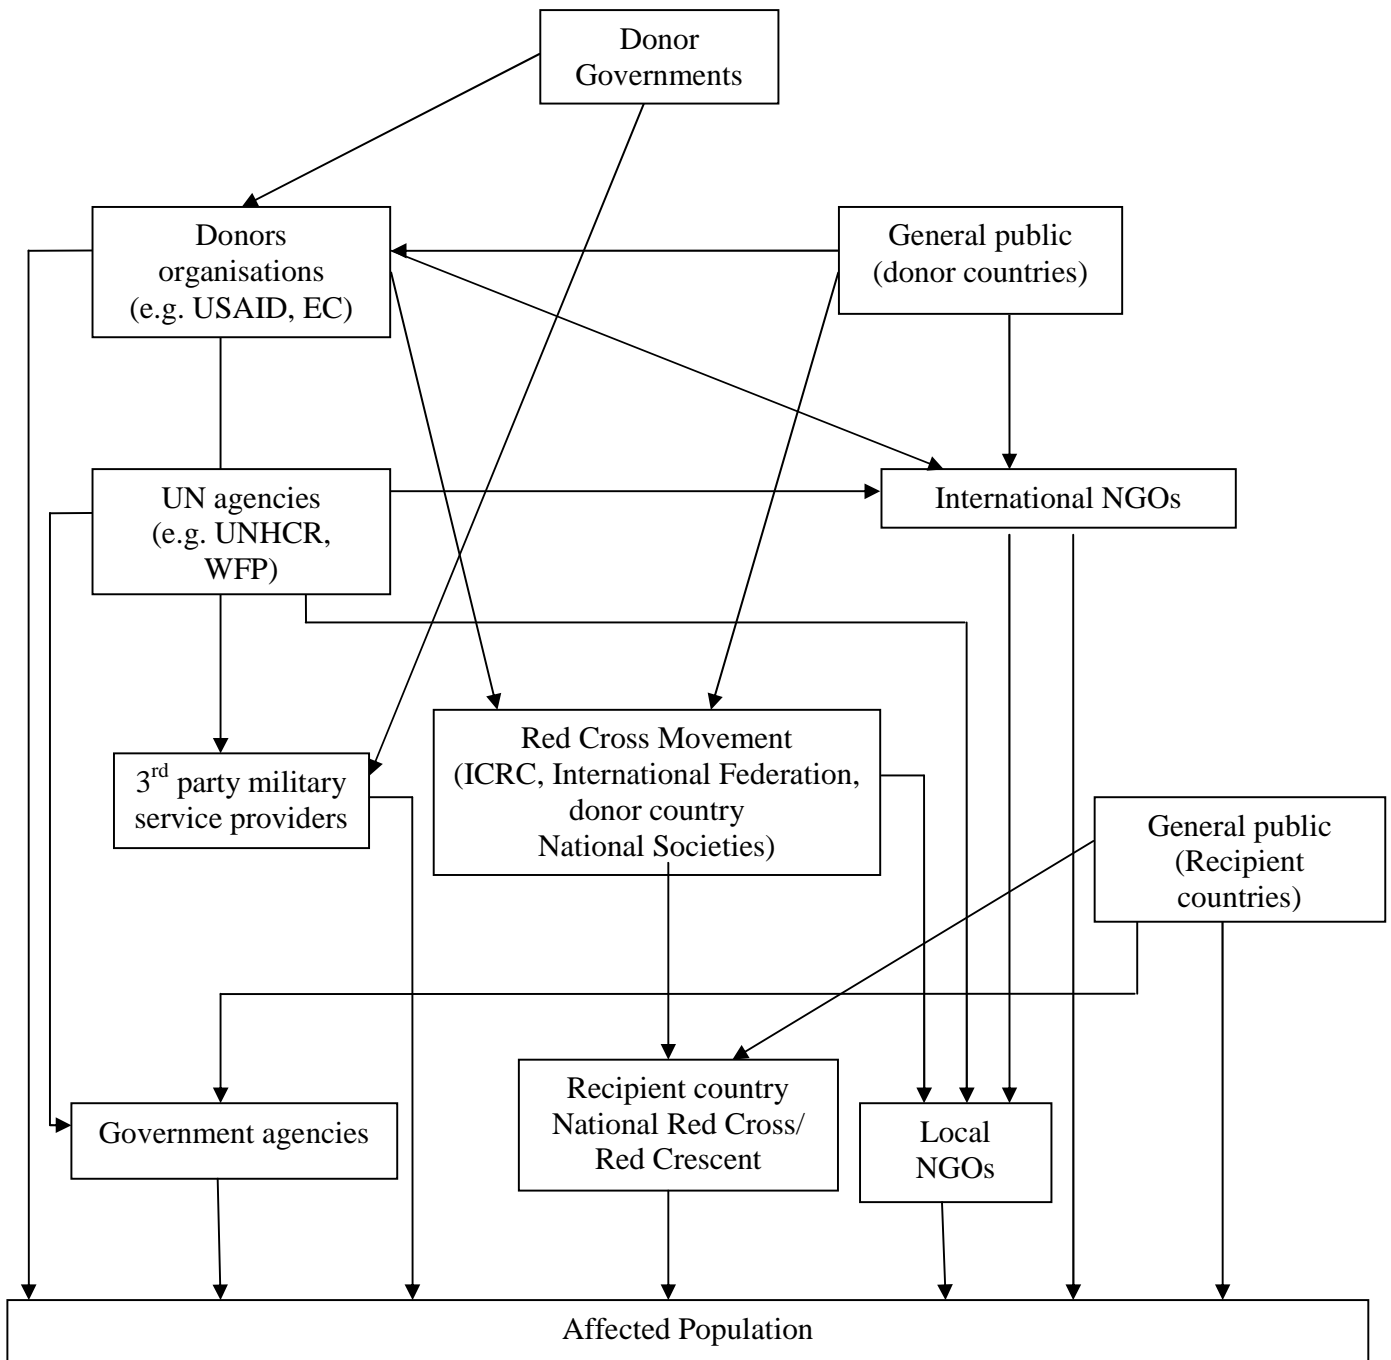 Donor
Governments
Donors
organisations
(e.g. USAID, EC)
General public
(donor countries)
UN agencies
(e.g. UNHCR,
WFP)
International NGOs
Red Cross Movement
(ICRC, International Federation,
donor country
National Societies)
3rd party military
service providers
General public
(Recipient
countries)
Government agencies
Recipient country
National Red Cross/
Red Crescent
Local
NGOs
Affected Population